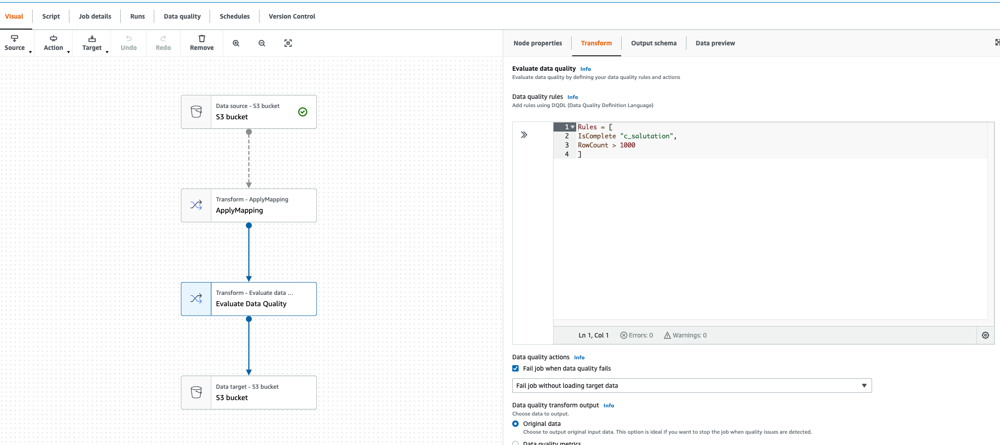 Visual
Script
Job details
Runs
Data quality
Schedules
Version Control
Source
Action
Target
Undo
Redo
Remove
Node properties
Transform
Output schema
Data preview
Data source - S3 bucket
S3 bucket
Transform - ApplyMapping
ApplyMapping
Transform - Evaluate data ...
Evaluate Data Quality
Data target - S3 bucket
S3 bucket
Evaluate data quality Info
Evaluate data quality by defining your data quality rules and actions
Data quality rules Info
Add rules using DQDL (Data Quality Definition Language)
1 Rules = [
2 IsComplete "c_salutation",
3 RowCount > 1000
4 ]
Ln 1, Col 1 Errors: 0 Warnings: 0
Data quality actions Info
Fail job when data quality fails
Fail job without loading target data
Data quality transform output Info
Choose data to output.
Original data
Choose to output original input data. This option is ideal if you want to stop the job when quality issues are detected.
Data quality metrics